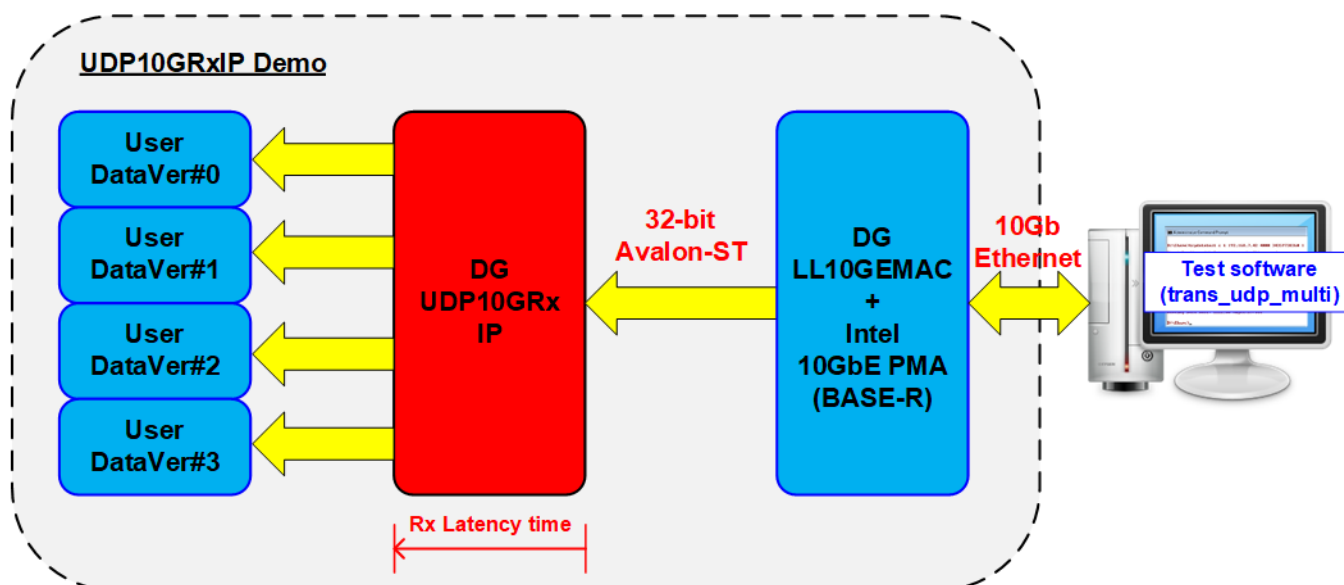 UDP10GRxIP Demo
User
DataVer#0
User
DataVer#1
User
DataVer#2
User
DataVer#3
DG
UDP10GRx
IP
Rx Latency time
32-bit
Avalon-ST
DG
LL10GEMAC
+
Intel
10GbE PMA
(BASE-R)
10Gb
Ethernet
Test software
(trans_udp_multi)